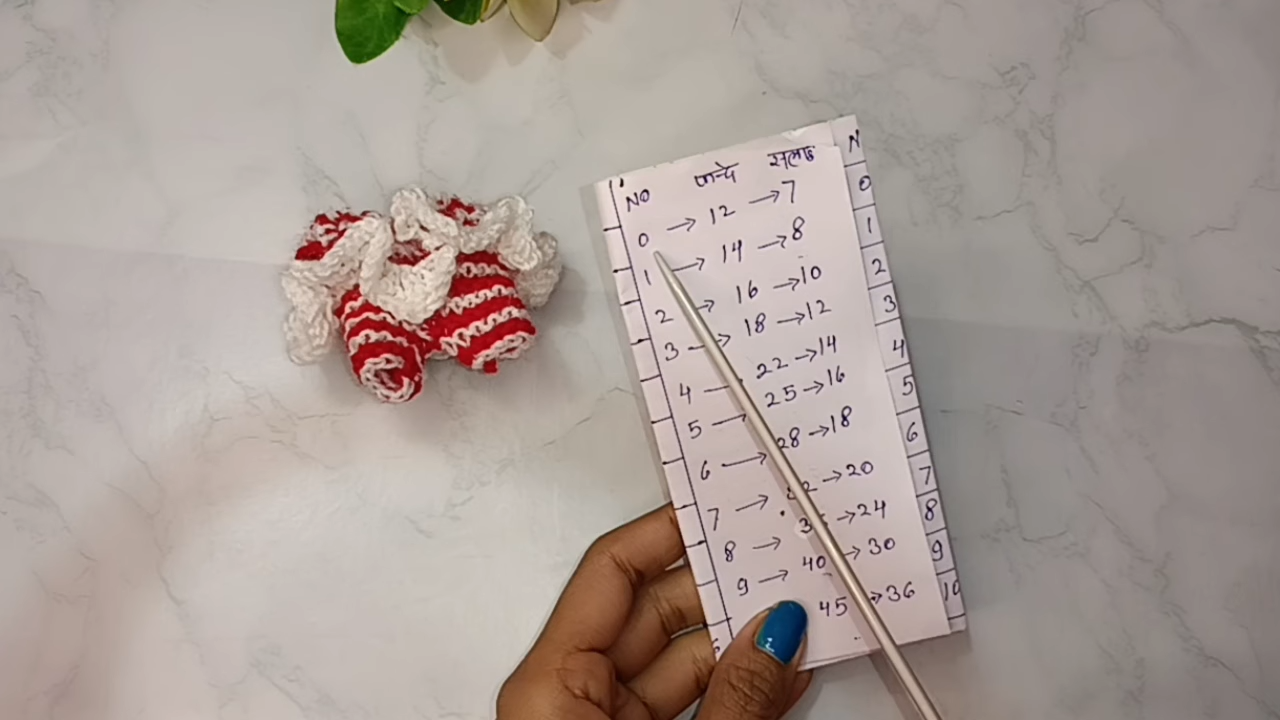 NO फन्दे सलाई N
0 → 12 → 7 0
1 → 14 → 8 1
2 → 16 → 10 2
3 → 18 → 12 3
4 → 22 → 14 4
5 → 25 → 16 5
6 → 28 → 18 6
7 → → 20 7
8 → → 24 8
9 → 40 → 30 9
45 → 36 10